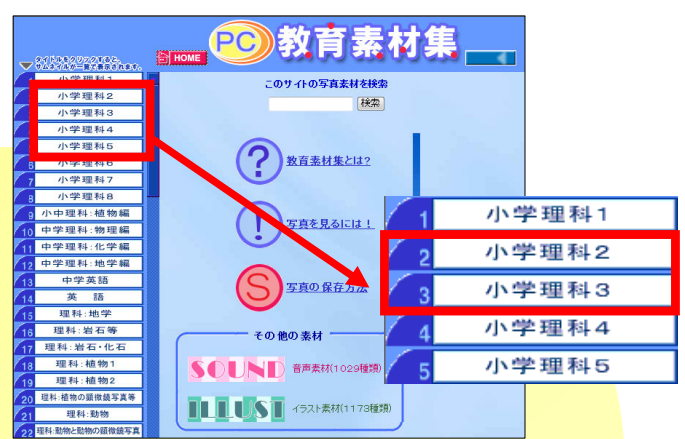 PC 教育素材集
HOME
タイトルをクリックすると、
サムネイルが一覧で表示されます。
このサイトの写真素材を検索
検索
小学理科1
小学理科2
小学理科3
小学理科4
小学理科5
6 小学理科6
7 小学理科7
8 小学理科8
9 小中理科:植物編
10 中学理科:物理編
11 中学理科:化学編
12 中学理科:地学編
13 中学英語
14 英 語
15 理科:地学
16 理科:岩石等
17 理科:岩石・化石
18 理科:植物1
19 理科:植物2
20 理科:植物の顕微鏡写真等
21 理科:動物
22 理科:動物と動物の顕微鏡写真
? 教育素材集とは?
! 写真を見るには!
S 写真の保存方法
その他の素材
SOUND 音声素材(1029種類)
ILLUST イラスト素材(1173種類)
1 小学理科1
2 小学理科2
3 小学理科3
4 小学理科4
5 小学理科5